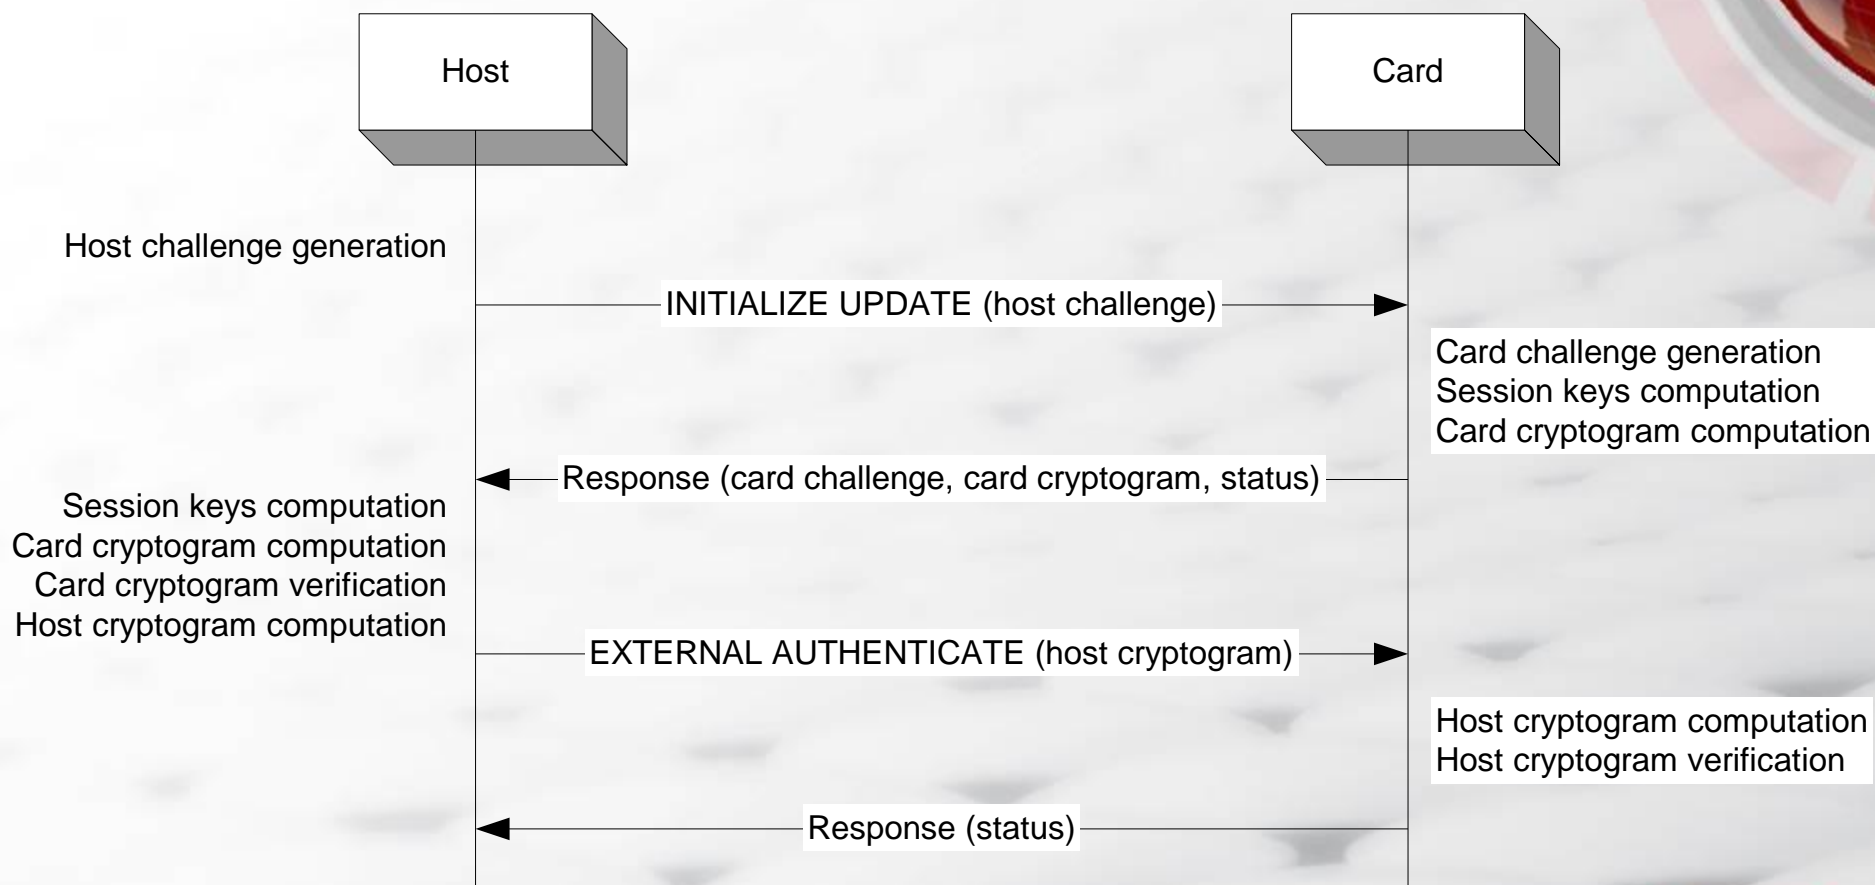 Host
Card
Host challenge generation
INITIALIZE UPDATE (host challenge)
Card challenge generation
Session keys computation
Card cryptogram computation
Response (card challenge, card cryptogram, status)
Session keys computation
Card cryptogram computation
Card cryptogram verification
Host cryptogram computation
EXTERNAL AUTHENTICATE (host cryptogram)
Host cryptogram computation
Host cryptogram verification
Response (status)